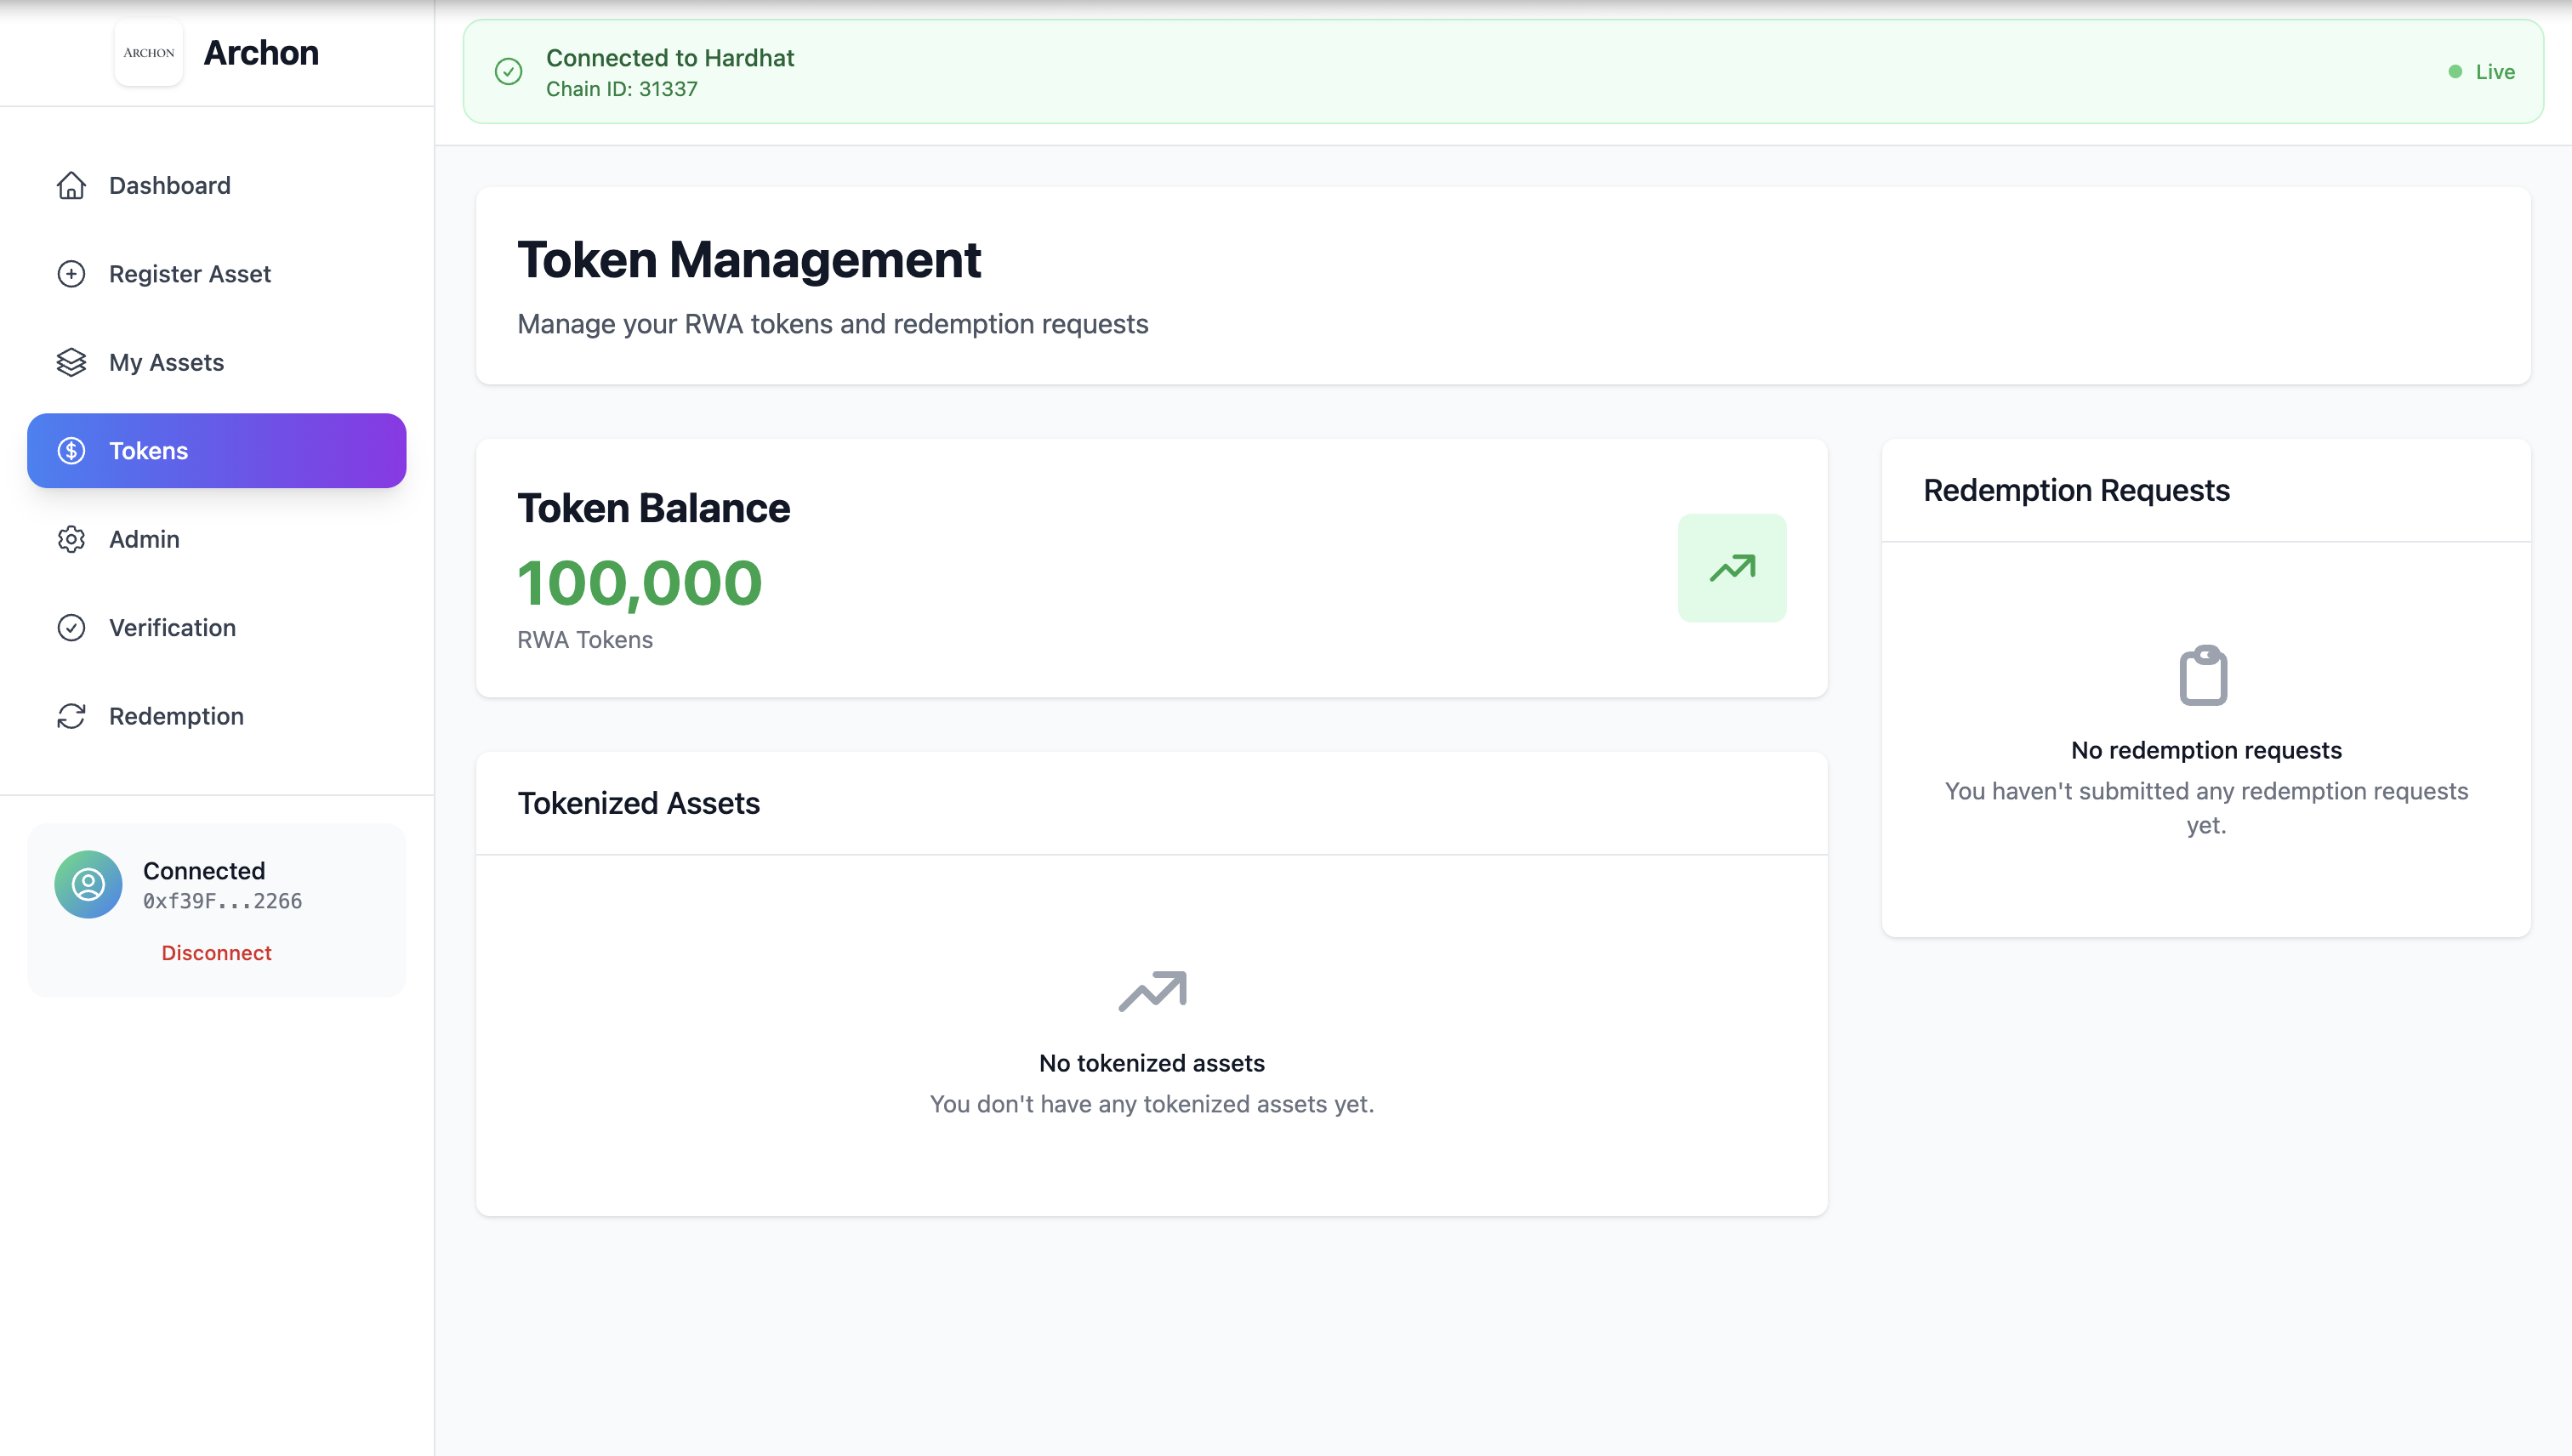 ARCHON
Archon
Dashboard
Register Asset
My Assets
Tokens
Admin
Verification
Redemption
Connected
0xf39F...2266
Disconnect
Connected to Hardhat
Chain ID: 31337
Live
Token Management
Manage your RWA tokens and redemption requests
Token Balance
100,000
RWA Tokens
Tokenized Assets
No tokenized assets
You don't have any tokenized assets yet.
Redemption Requests
No redemption requests
You haven't submitted any redemption requests
yet.